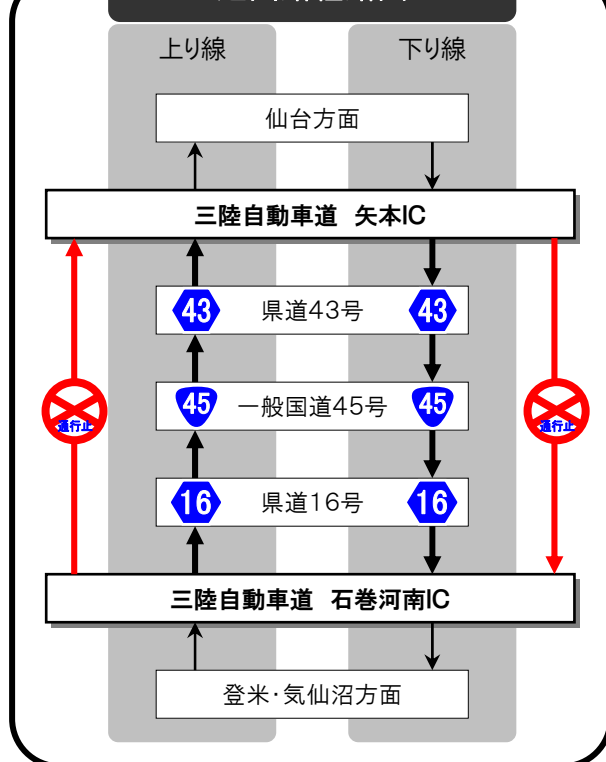 上り線 下り線
仙台方面
三陸自動車道 矢本IC
43 県道43号 43
45 一般国道45号 45
通行止 通行止
16 県道16号 16
三陸自動車道 石巻河南IC
登米・気仙沼方面